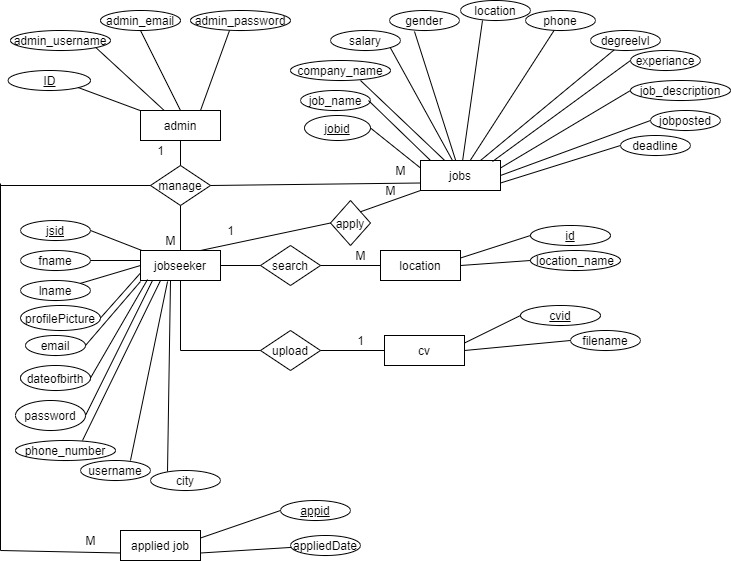 admin_email
admin_password
admin_username
ID
admin
1
location
gender
phone
salary
degreelvl
company_name
experiance
job_name
job_description
jobid
jobposted
deadline
jobs
M
M
manage
apply
1
M
jsid
fname
lname
profilePicture
email
dateofbirth
password
phone_number
username
city
jobseeker
search
M
location
id
location_name
upload
1
cv
cvid
filename
M
applied job
appid
appliedDate